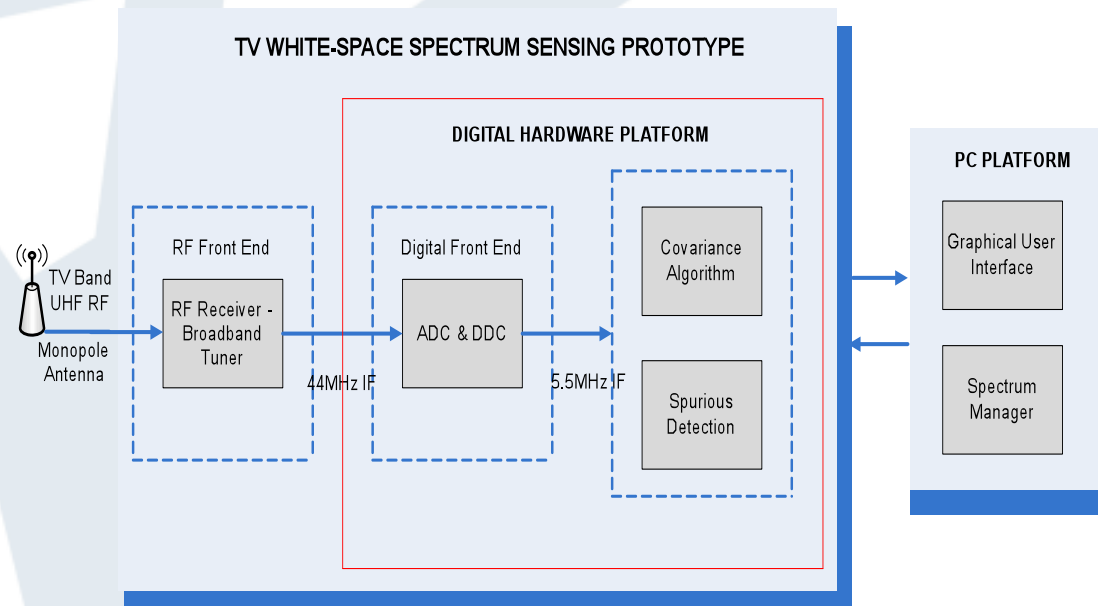 TV WHITE-SPACE SPECTRUM SENSING PROTOTYPE
DIGITAL HARDWARE PLATFORM
PC PLATFORM
TV Band
UHF RF
Monopole
Antenna
RF Front End
RF Receiver -
Broadband
Tuner
44MHz IF
Digital Front End
ADC & DDC
5.5MHz IF
Covariance
Algorithm
Spurious
Detection
Graphical User
Interface
Spectrum
Manager